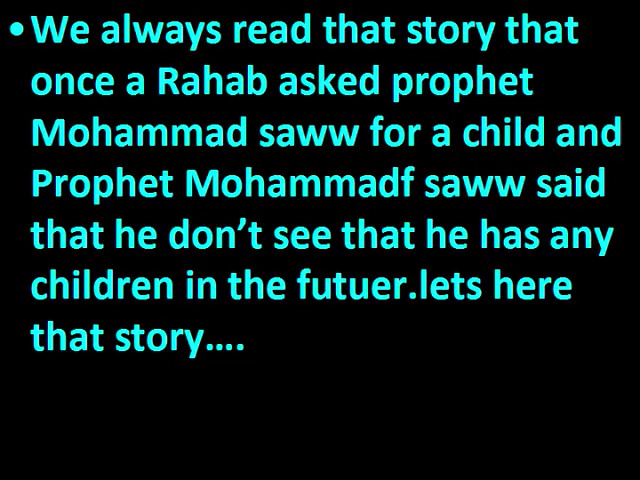 •We always read that story that
once a Rahab asked prophet
Mohammad saww for a child and
Prophet Mohammadf saww said
that he don’t see that he has any
children in the futuer.lets here
that story….